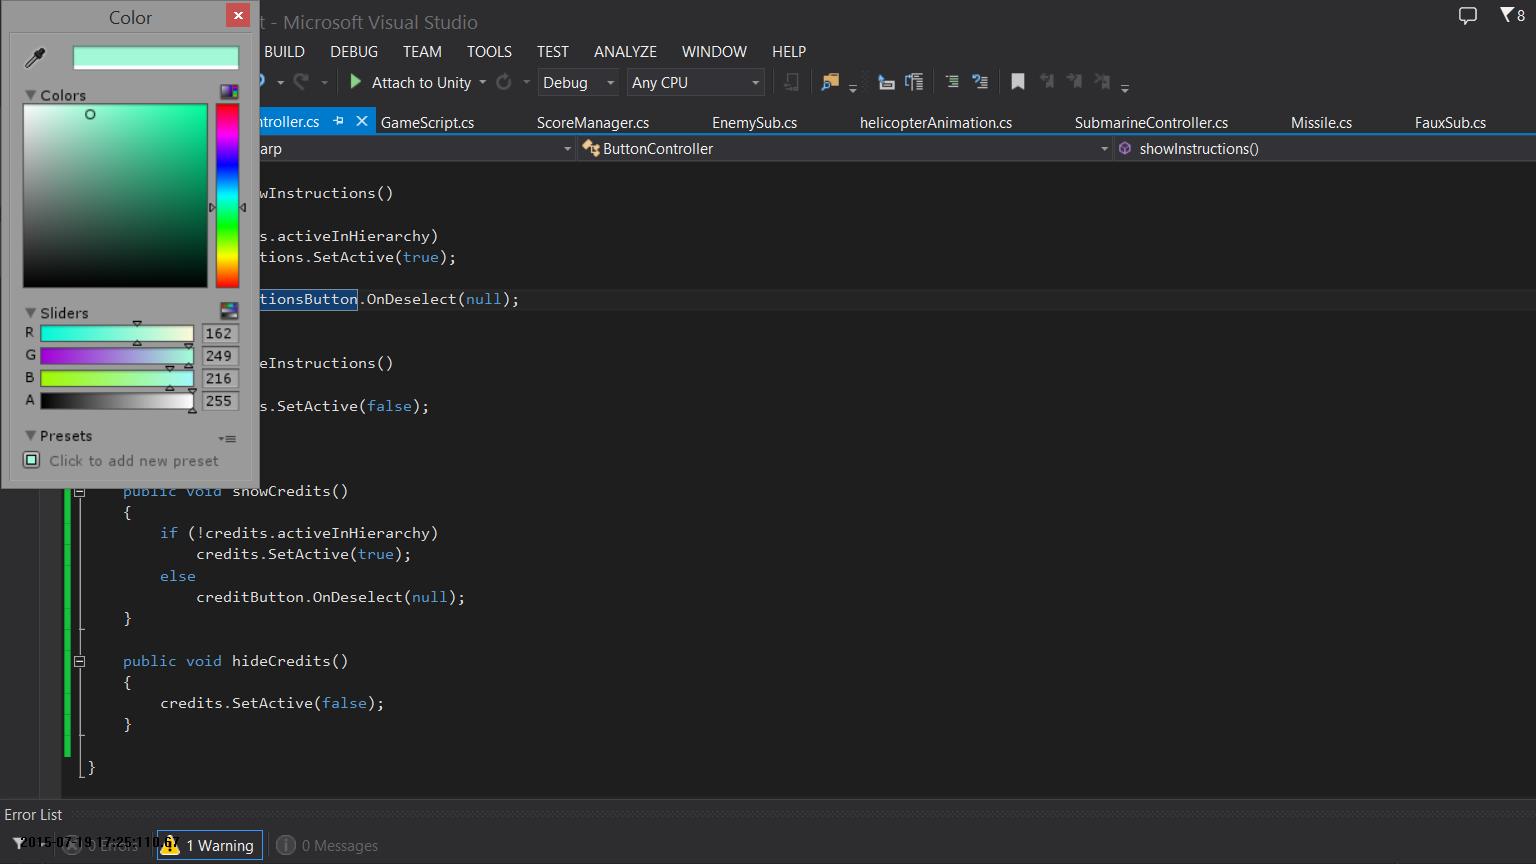 Color
t - Microsoft Visual Studio
8
BUILD DEBUG TEAM TOOLS TEST ANALYZE WINDOW HELP
Attach to Unity Debug Any CPU
Colors
ntroller.cs GameScript.cs ScoreManager.cs EnemySub.cs helicopterAnimation.cs SubmarineController.cs Missile.cs FauxSub.cs
arp ButtonController showInstructions()
wInstructions()
s.activeInHierarchy)
tions.SetActive(true);
tionsButton.OnDeselect(null);
Sliders
R 162
G 249
B 216
A 255
eInstructions()
s.SetActive(false);
Presets
Click to add new preset
public void showCredits()
{
if (!credits.activeInHierarchy)
credits.SetActive(true);
else
creditButton.OnDeselect(null);
}
public void hideCredits()
{
credits.SetActive(false);
}
}
Error List
2015-07-19 17:25:110.67
0 Errors 1 Warning 0 Messages